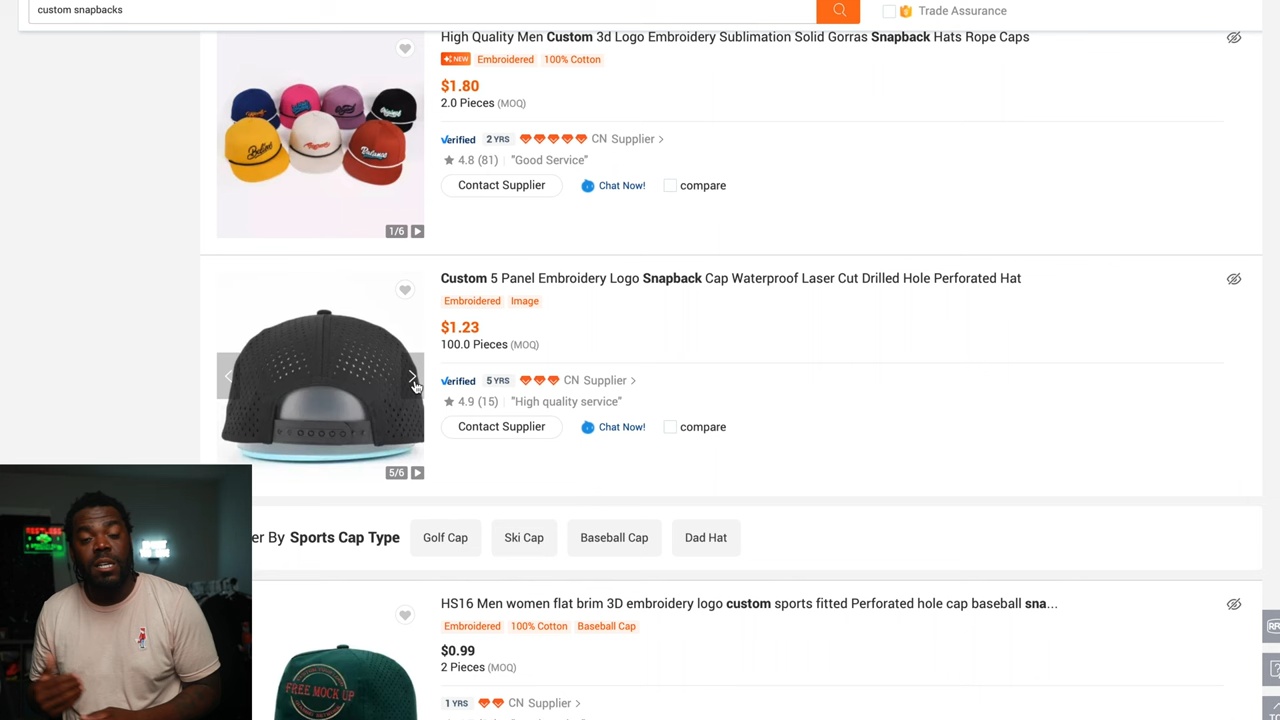 custom snapbacks
Trade Assurance
High Quality Men Custom 3d Logo Embroidery Sublimation Solid Gorras Snapback Hats Rope Caps
NEW Embroidered 100% Cotton
$1.80
2.0 Pieces (MOQ)
Verified 2 YRS CN Supplier >
4.8 (81) "Good Service"
Contact Supplier Chat Now! compare
1/6
Custom 5 Panel Embroidery Logo Snapback Cap Waterproof Laser Cut Drilled Hole Perforated Hat
Embroidered Image
$1.23
100.0 Pieces (MOQ)
Verified 5 YRS CN Supplier >
4.9 (15) "High quality service"
Contact Supplier Chat Now! compare
5/6
er By Sports Cap Type Golf Cap Ski Cap Baseball Cap Dad Hat
HS16 Men women flat brim 3D embroidery logo custom sports fitted Perforated hole cap baseball sna...
Embroidered 100% Cotton Baseball Cap
$0.99
2 Pieces (MOQ)
FREE MOCK UP
1 YRS CN Supplier >